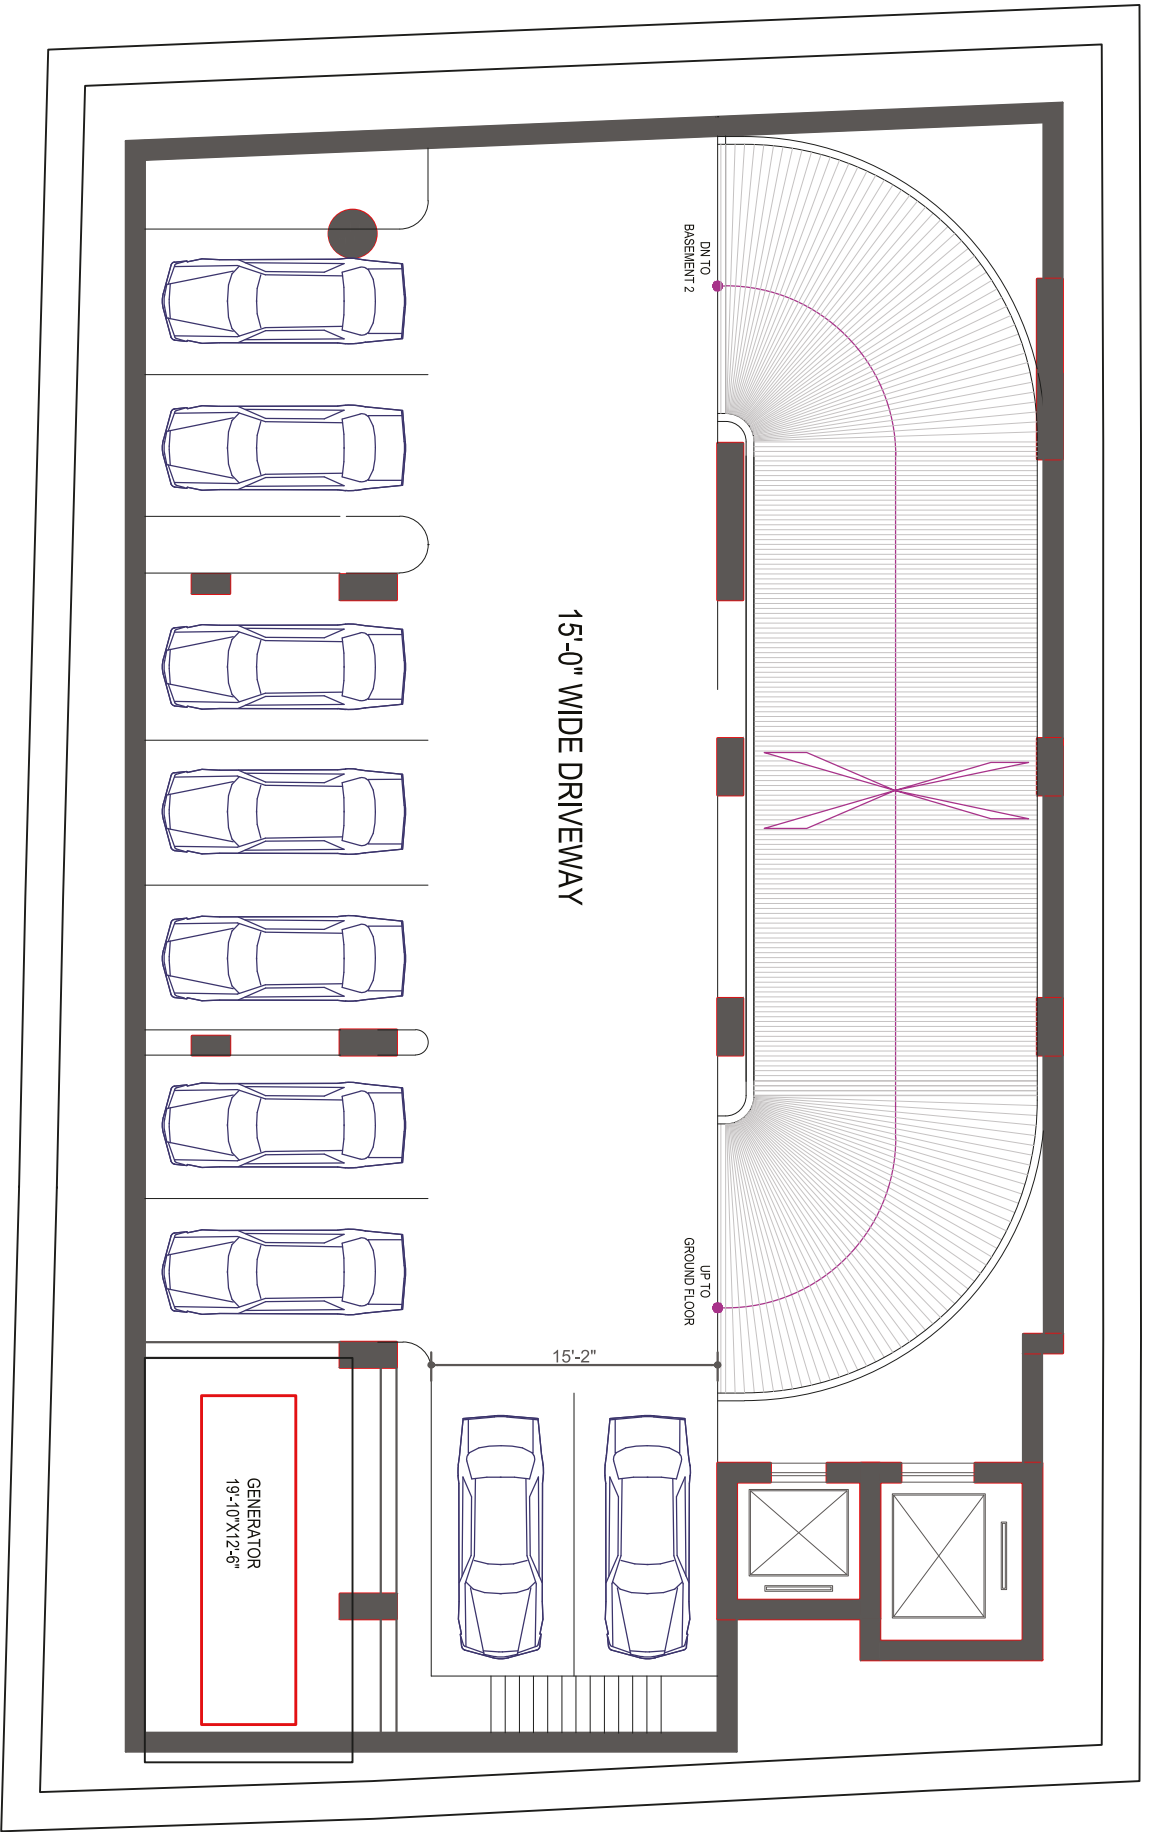 DN TO
BASEMENT 2
15'-0" WIDE DRIVEWAY
UP TO
GROUND FLOOR
15'-2"
GENERATOR
19'-10"X12'-6"